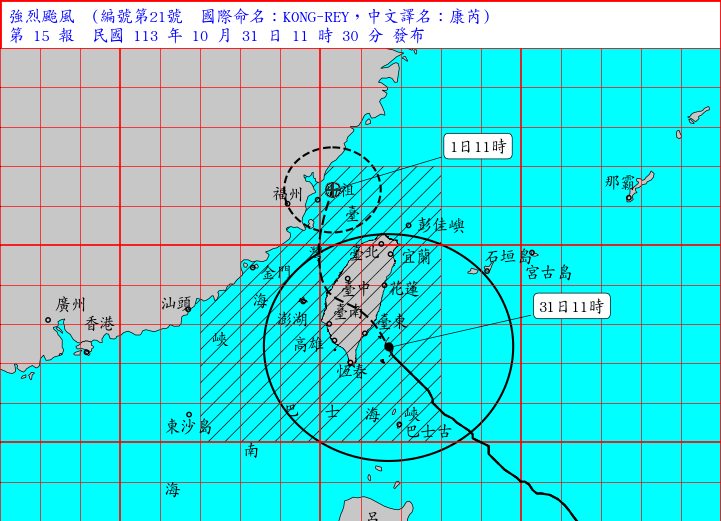 強烈颱風 (編號第21號 國際命名：KONG-REY，中文譯名：康芮)
第 15 報 民國 113 年 10 月 31 日 11 時 30 分 發布
1日11時
那霸
福州
祖
臺
彭佳嶼
灣
臺北
宜蘭
石垣島
宮古島
金門
臺中
花蓮
海
31日11時
廣州
汕頭
澎湖
臺南
臺東
香港
峽
高雄
恆春
巴
士
海
峽
東沙島
巴士古
南
海
呂